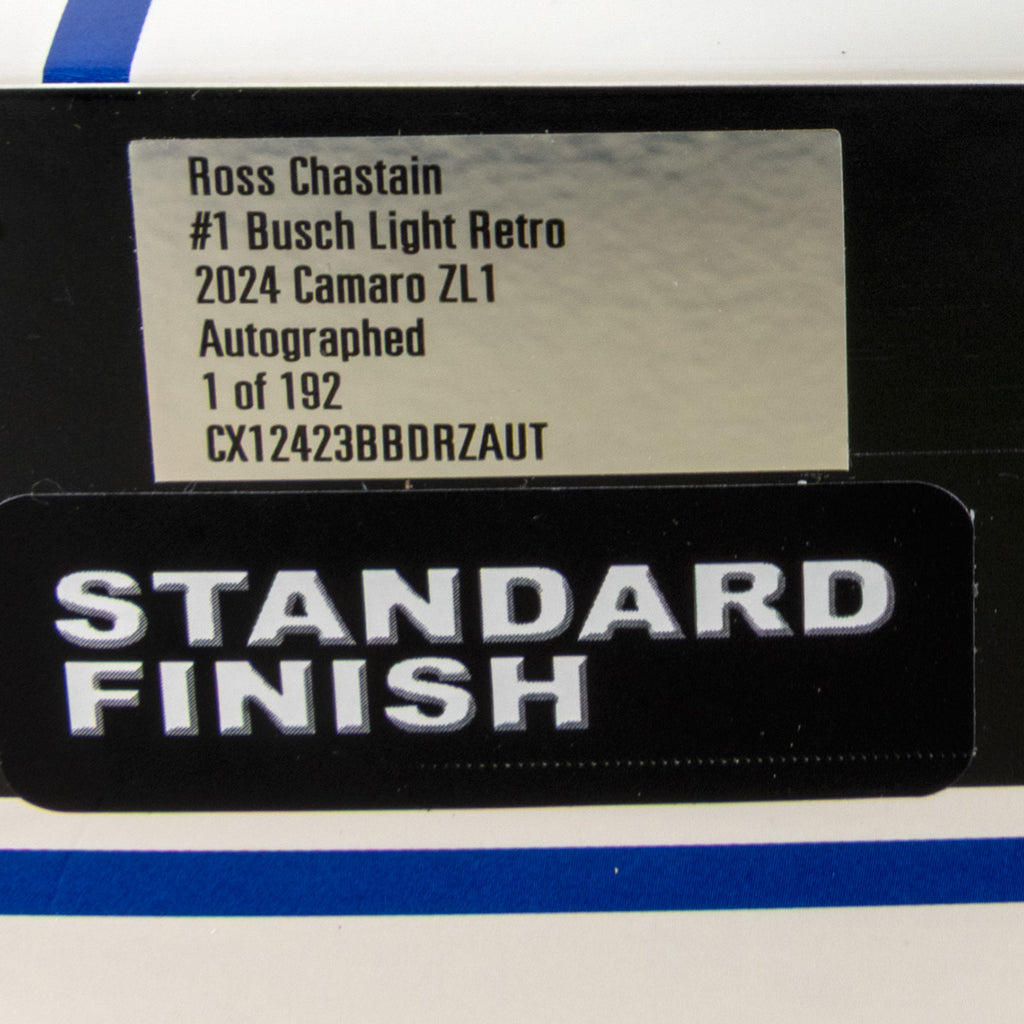 Ross Chastain
#1 Busch Light Retro
2024 Camaro ZL1
Autographed
1 of 192
CX12423BBDRZAUT
STANDARD
FINISH